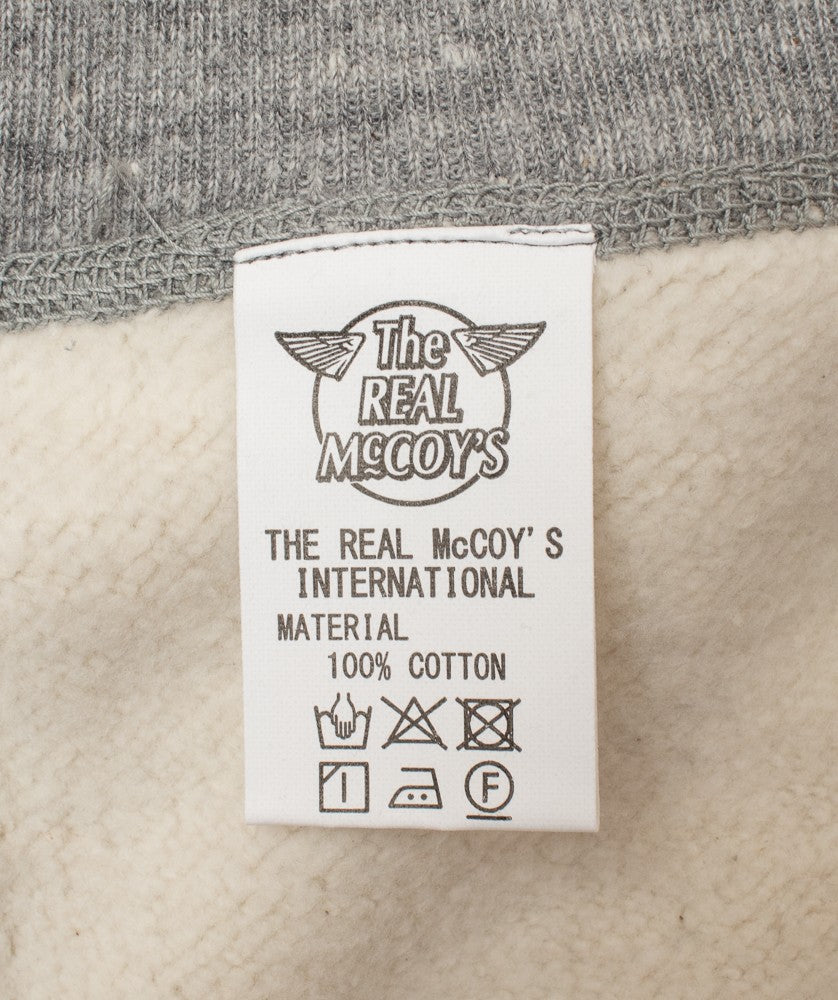 The
REAL
McCOY'S
THE REAL McCOY'S
INTERNATIONAL
MATERIAL
100% COTTON
F